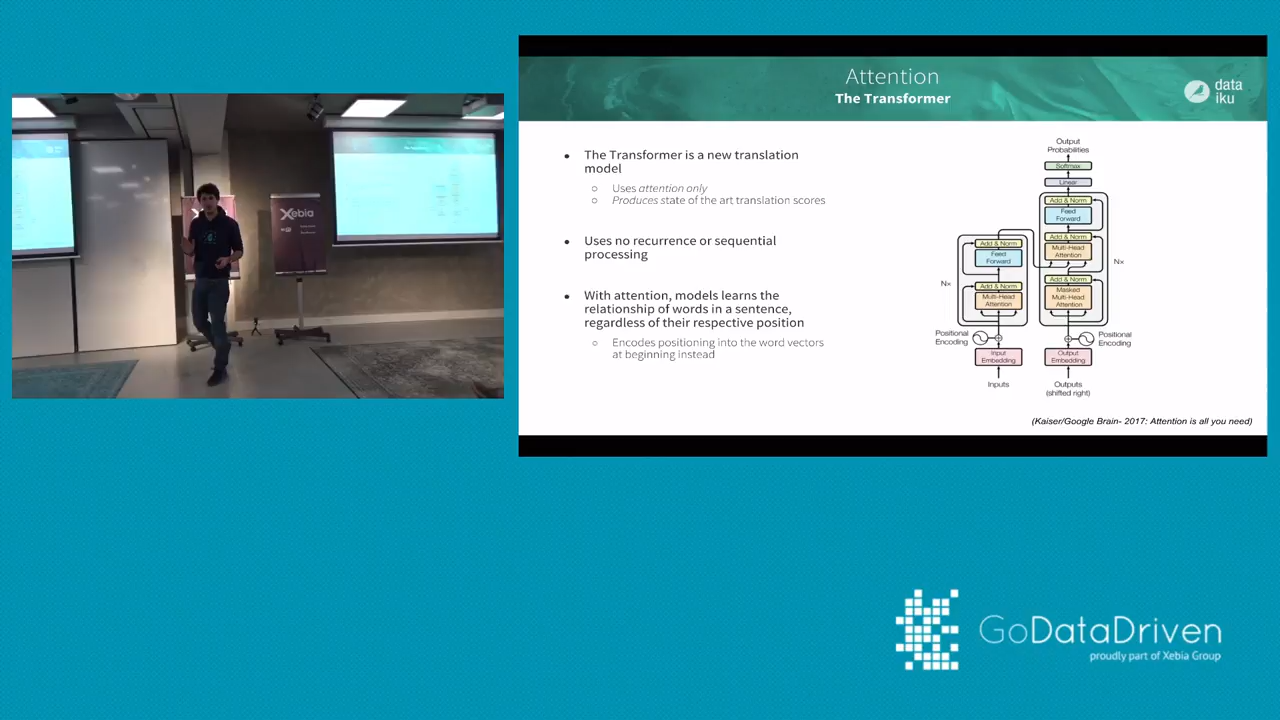 Xebia
Attention
The Transformer
data
iku
● The Transformer is a new translation
model
○ Uses attention only
○ Produces state of the art translation scores
● Uses no recurrence or sequential
processing
● With attention, models learns the
relationship of words in a sentence,
regardless of their respective position
○ Encodes positioning into the word vectors
at beginning instead
Output
Probabilities
Softmax
Linear
Add & Norm
Feed
Forward
Add & Norm
Multi-Head
Attention
Add & Norm
Masked
Multi-Head
Attention
Nx
Add & Norm
Feed
Forward
Nx
Add & Norm
Multi-Head
Attention
Positional
Encoding
Positional
Encoding
Input
Embedding
Output
Embedding
Inputs
Outputs
(shifted right)
(Kaiser/Google Brain- 2017: Attention is all you need)
GoDataDriven
proudly part of Xebia Group